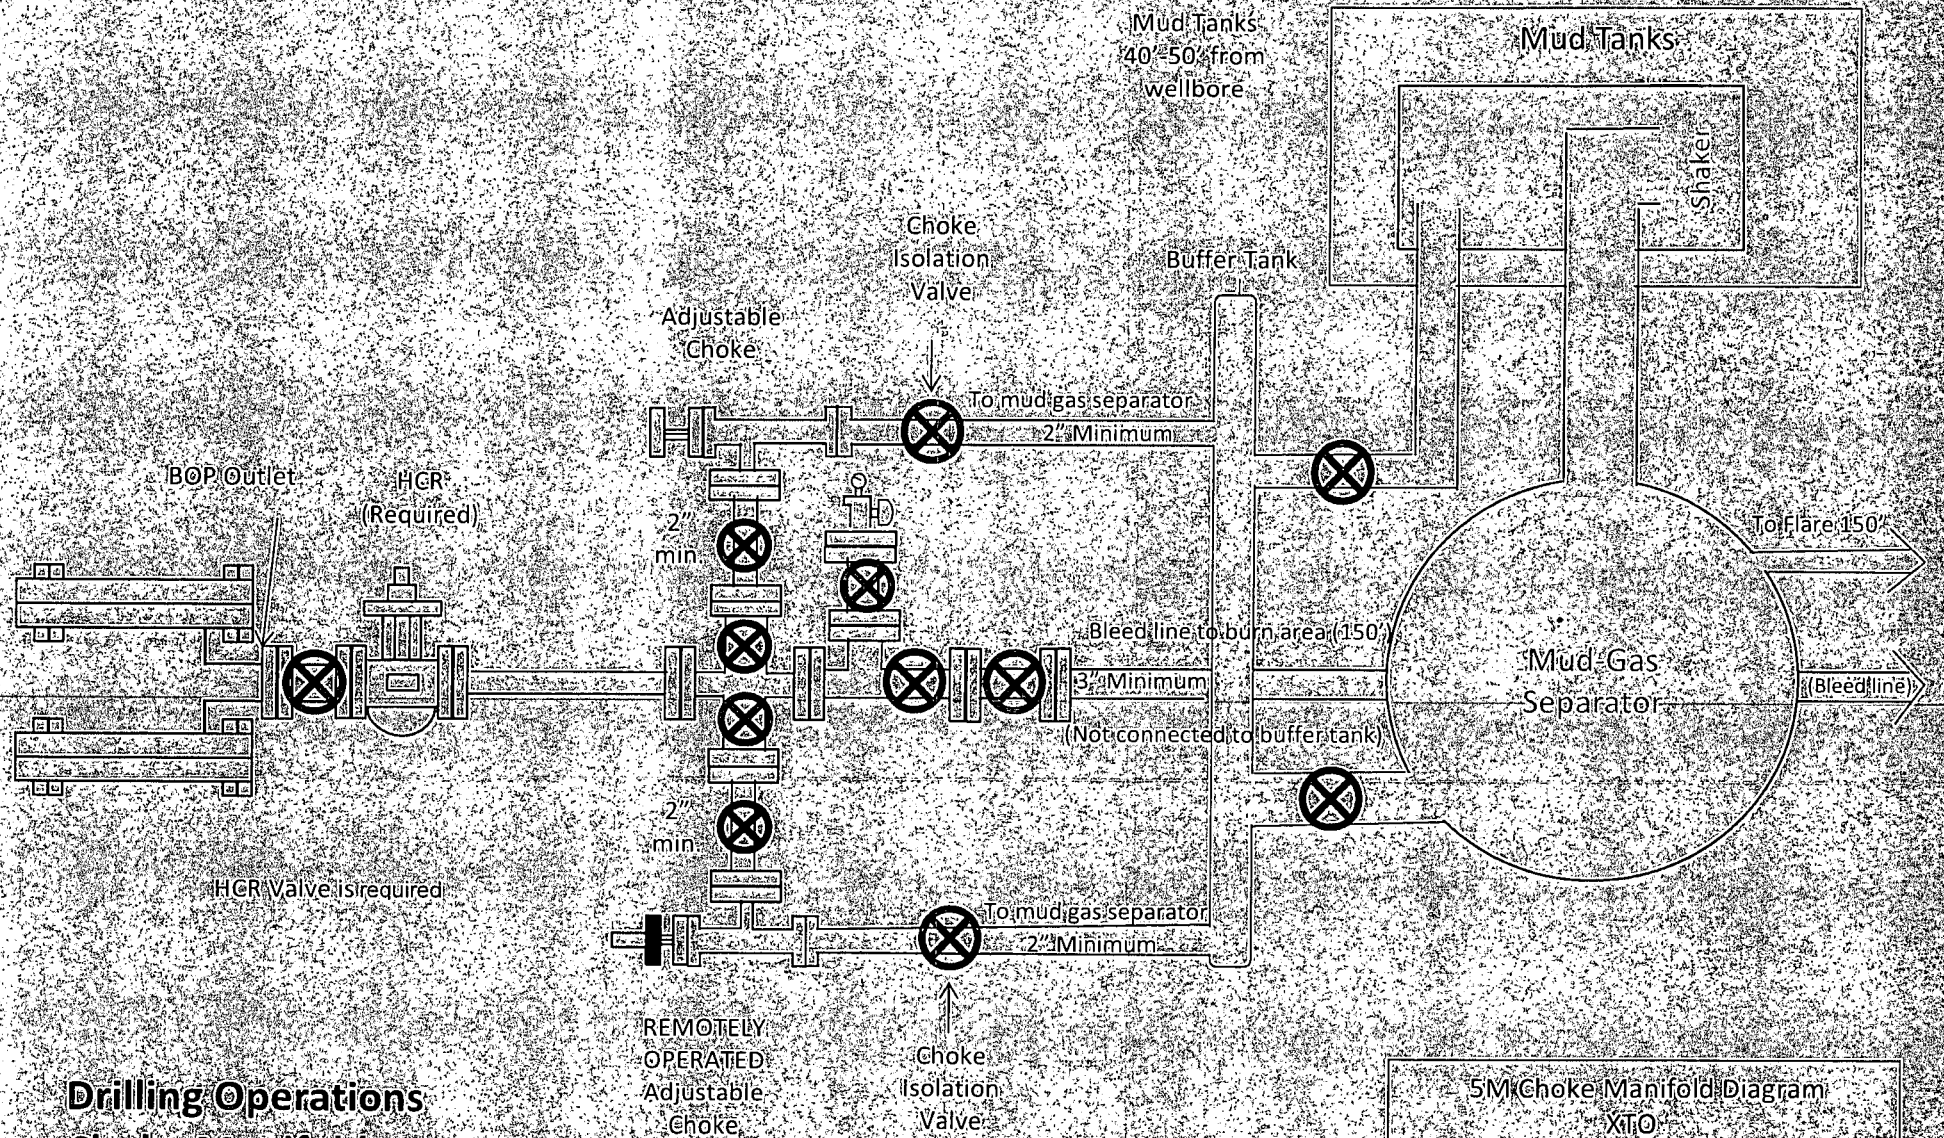 Mud Tanks
40'-50' from
wellbore
Mud Tanks
Shaker
Choke
Isolation
Valve
Buffer Tank
Adjustable
Choke
To mud gas separator
2" Minimum
BOP Outlet
HCR
(Required)
2"
min
To Flare 150'
Bleed line to burn area (150')
3" Minimum
(Not connected to buffer tank)
Mud Gas
Separator
(Bleed line)
2"
min
HCR Valve is required
To mud gas separator
2" Minimum
REMOTELY
OPERATED
Adjustable
Choke
Choke
Isolation
Valve
Drilling Operations
5M Choke Manifold Diagram
XTO